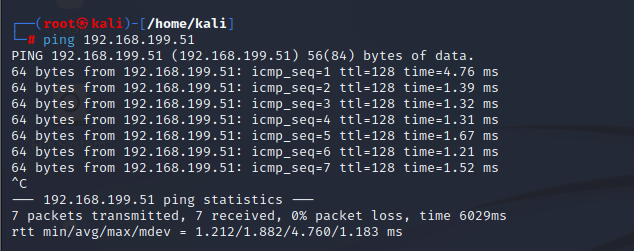 ┌──(root㉿kali)-[/home/kali]
└─# ping 192.168.199.51
PING 192.168.199.51 (192.168.199.51) 56(84) bytes of data.
64 bytes from 192.168.199.51: icmp_seq=1 ttl=128 time=4.76 ms
64 bytes from 192.168.199.51: icmp_seq=2 ttl=128 time=1.39 ms
64 bytes from 192.168.199.51: icmp_seq=3 ttl=128 time=1.32 ms
64 bytes from 192.168.199.51: icmp_seq=4 ttl=128 time=1.31 ms
64 bytes from 192.168.199.51: icmp_seq=5 ttl=128 time=1.67 ms
64 bytes from 192.168.199.51: icmp_seq=6 ttl=128 time=1.21 ms
64 bytes from 192.168.199.51: icmp_seq=7 ttl=128 time=1.52 ms
^C
--- 192.168.199.51 ping statistics ---
7 packets transmitted, 7 received, 0% packet loss, time 6029ms
rtt min/avg/max/mdev = 1.212/1.882/4.760/1.183 ms